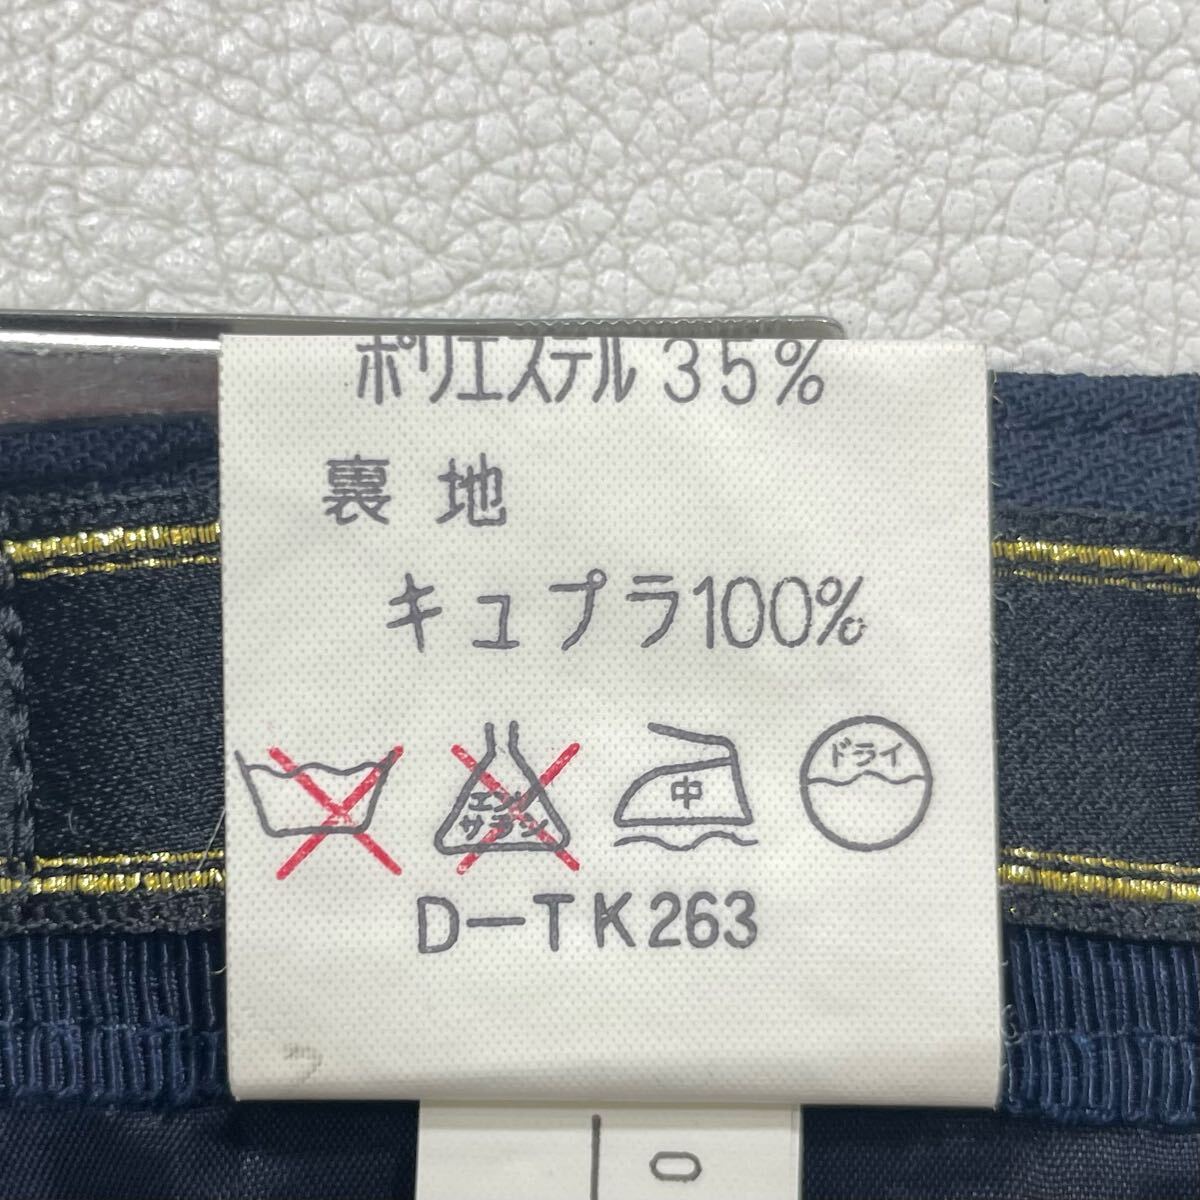 ポリエステル35%
裏地
キュプラ100%
エンソ
サラシ
中
ドライ
D-TK263
0